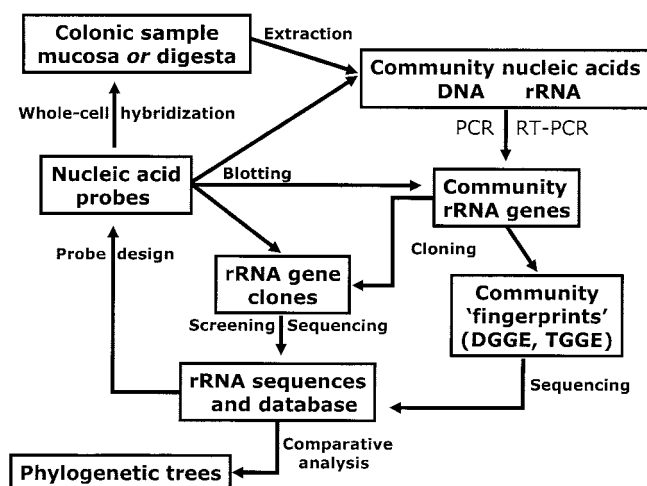 Colonic sample
mucosa or digesta
Extraction
Community nucleic acids
DNA rRNA
Whole-cell hybridization
PCR RT-PCR
Nucleic acid
probes
Blotting
Community
rRNA genes
Probe design
Cloning
rRNA gene
clones
Community
‘fingerprints’
(DGGE, TGGE)
Screening Sequencing
Sequencing
rRNA sequences
and database
Comparative
analysis
Phylogenetic trees